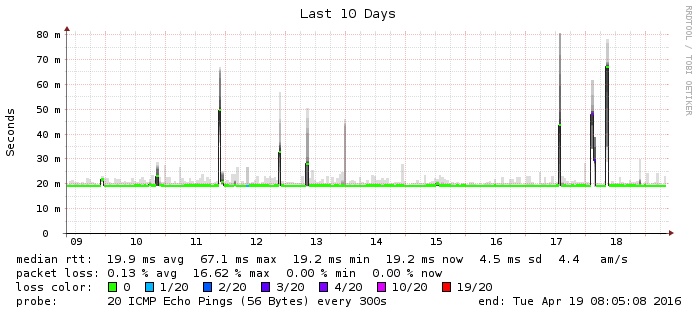 Last 10 Days
RRDTOOL / TOBI OETIKER
Seconds
80 m
70 m
60 m
50 m
40 m
30 m
20 m
10 m
0
09 10 11 12 13 14 15 16 17 18
median rtt: 19.9 ms avg 67.1 ms max 19.2 ms min 19.2 ms now 4.5 ms sd 4.4 am/s
packet loss: 0.13 % avg 16.62 % max 0.00 % min 0.00 % now
loss color: 0 1/20 2/20 3/20 4/20 10/20 19/20
probe: 20 ICMP Echo Pings (56 Bytes) every 300s end: Tue Apr 19 08:05:08 2016